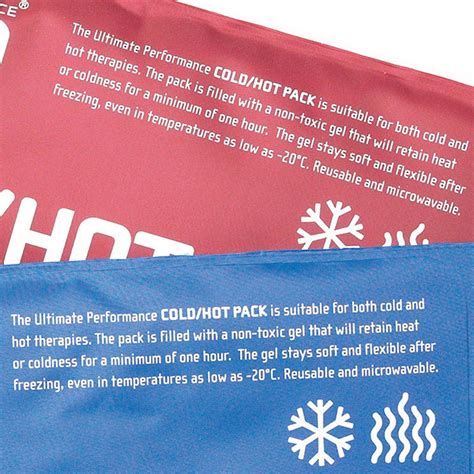 CE®
The Ultimate Performance COLD/HOT PACK is suitable for both cold and
hot therapies. The pack is filled with a non-toxic gel that will retain heat
or coldness for a minimum of one hour. The gel stays soft and flexible after
freezing, even in temperatures as low as -20°C. Reusable and microwavable.
/HOT
The Ultimate Performance COLD/HOT PACK is suitable for both cold and
hot therapies. The pack is filled with a non-toxic gel that will retain heat
or coldness for a minimum of one hour. The gel stays soft and flexible after
freezing, even in temperatures as low as -20°C. Reusable and microwavable.